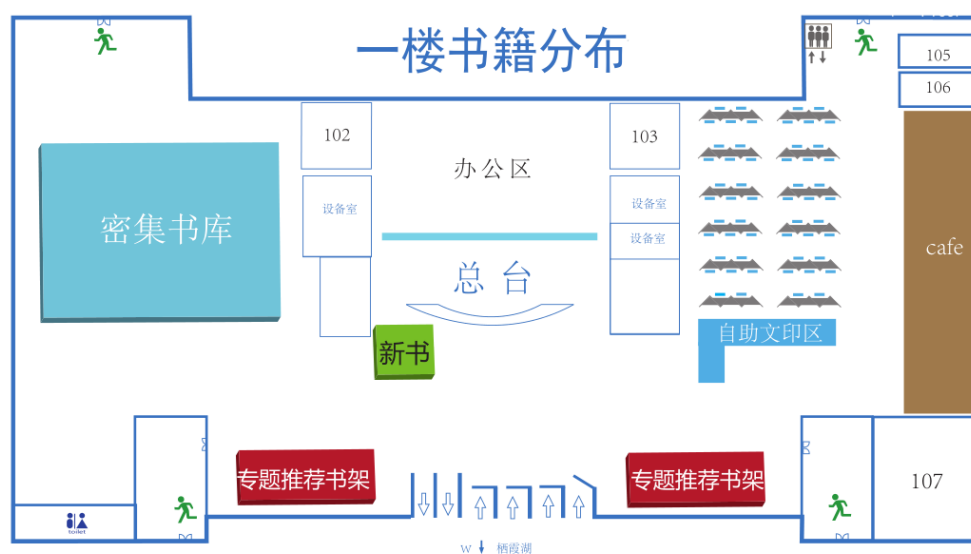 一楼书籍分布
105
106
102
103
办公区
设备室
设备室
设备室
密集书库
总台
cafe
自助文印区
新书
专题推荐书架
专题推荐书架
107
toilet
W 栖霞湖